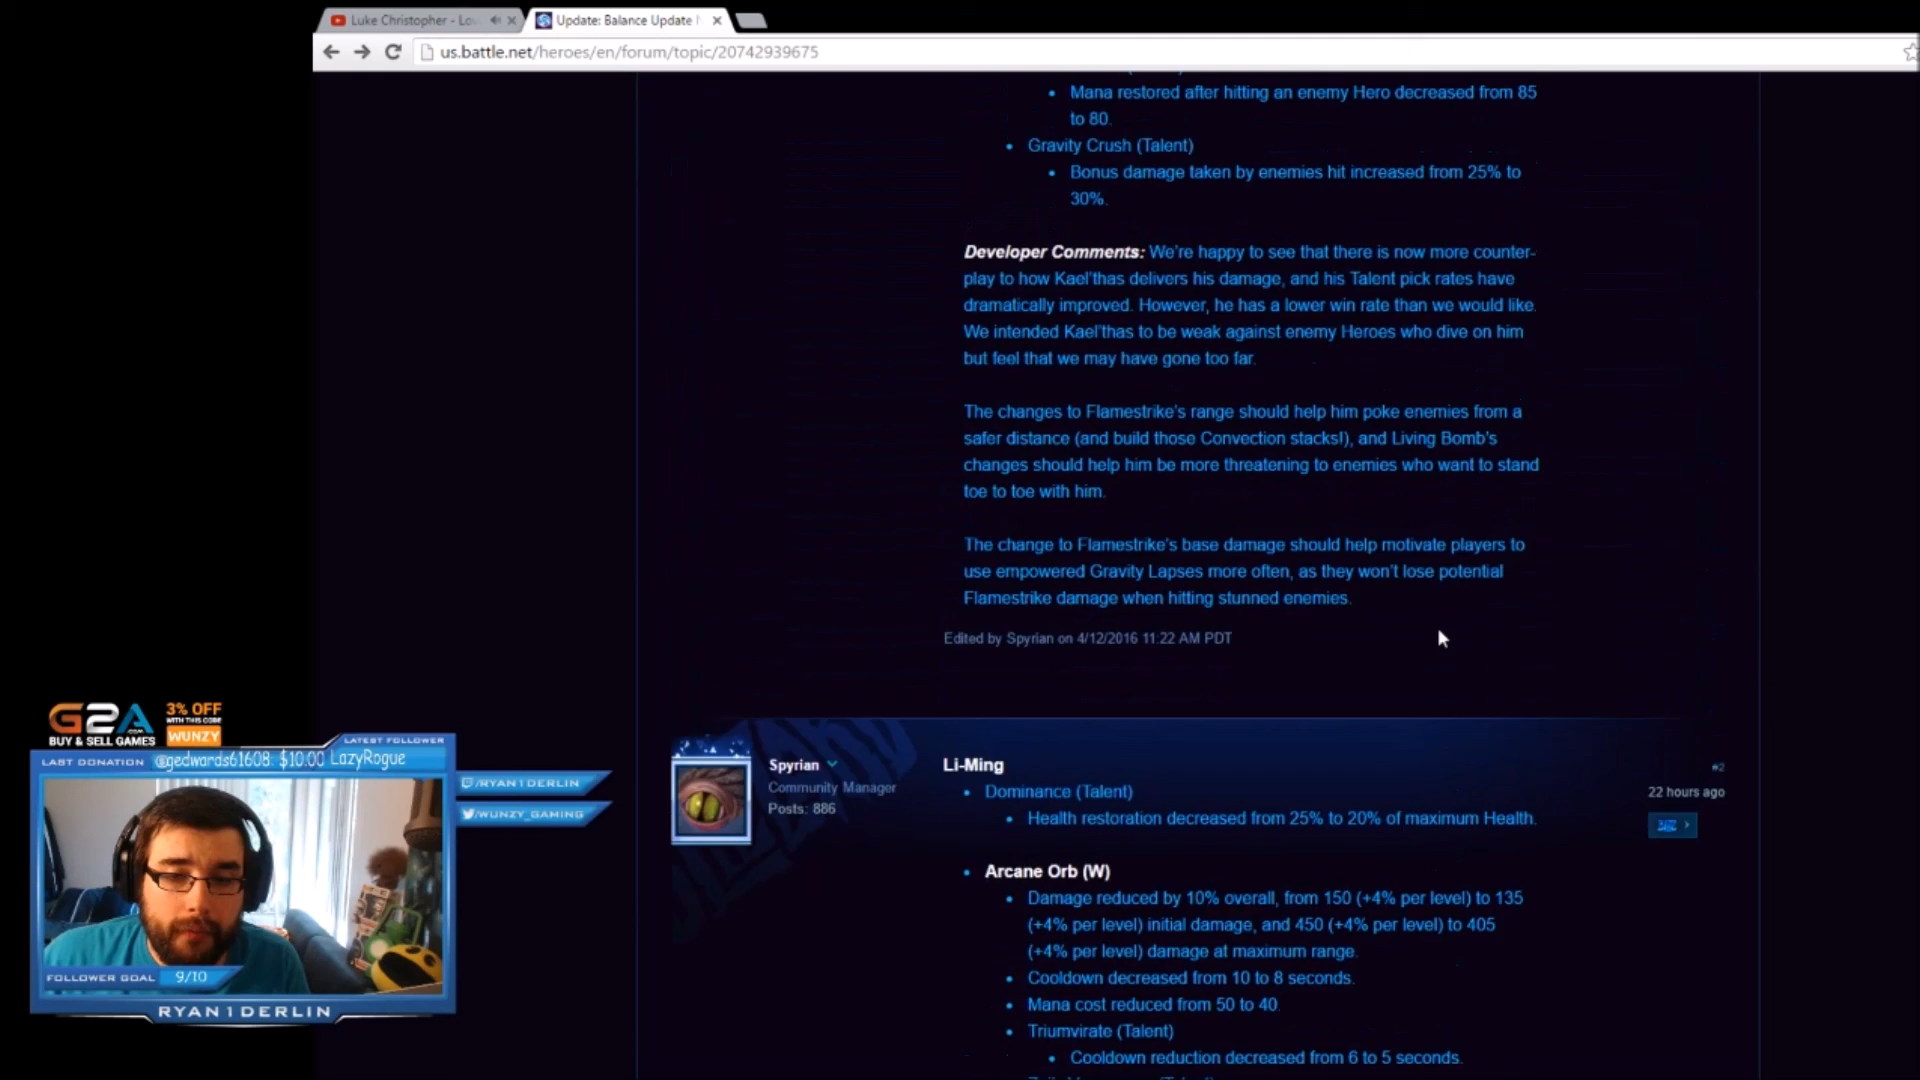 Luke Christopher - Lov
Update: Balance Update
us.battle.net/heroes/en/forum/topic/20742939675
Mana restored after hitting an enemy Hero decreased from 85
to 80.
Gravity Crush (Talent)
Bonus damage taken by enemies hit increased from 25% to
30%.
Developer Comments: We're happy to see that there is now more counter-
play to how Kael'thas delivers his damage, and his Talent pick rates have
dramatically improved. However, he has a lower win rate than we would like.
We intended Kael'thas to be weak against enemy Heroes who dive on him
but feel that we may have gone too far.
The changes to Flamestrike's range should help him poke enemies from a
safer distance (and build those Convection stacks!), and Living Bomb's
changes should help him be more threatening to enemies who want to stand
toe to toe with him.
The change to Flamestrike's base damage should help motivate players to
use empowered Gravity Lapses more often, as they won't lose potential
Flamestrike damage when hitting stunned enemies.
Edited by Spyrian on 4/12/2016 11:22 AM PDT
Spyrian
Community Manager
Posts: 886
Li-Ming
#2
22 hours ago
Dominance (Talent)
Health restoration decreased from 25% to 20% of maximum Health.
Arcane Orb (W)
Damage reduced by 10% overall, from 150 (+4% per level) to 135
(+4% per level) initial damage, and 450 (+4% per level) to 405
(+4% per level) damage at maximum range.
Cooldown decreased from 10 to 8 seconds.
Mana cost reduced from 50 to 40.
Triumvirate (Talent)
Cooldown reduction decreased from 6 to 5 seconds.
G2A.COM
BUY & SELL GAMES
3% OFF
WITH THIS CODE
WUNZY
LATEST FOLLOWER
LAST DONATION @gedwards61608: $10.00 LazyRogue
/RYAN1DERLIN
/WUNZY_GAMING
FOLLOWER GOAL 9/10
RYAN1DERLIN